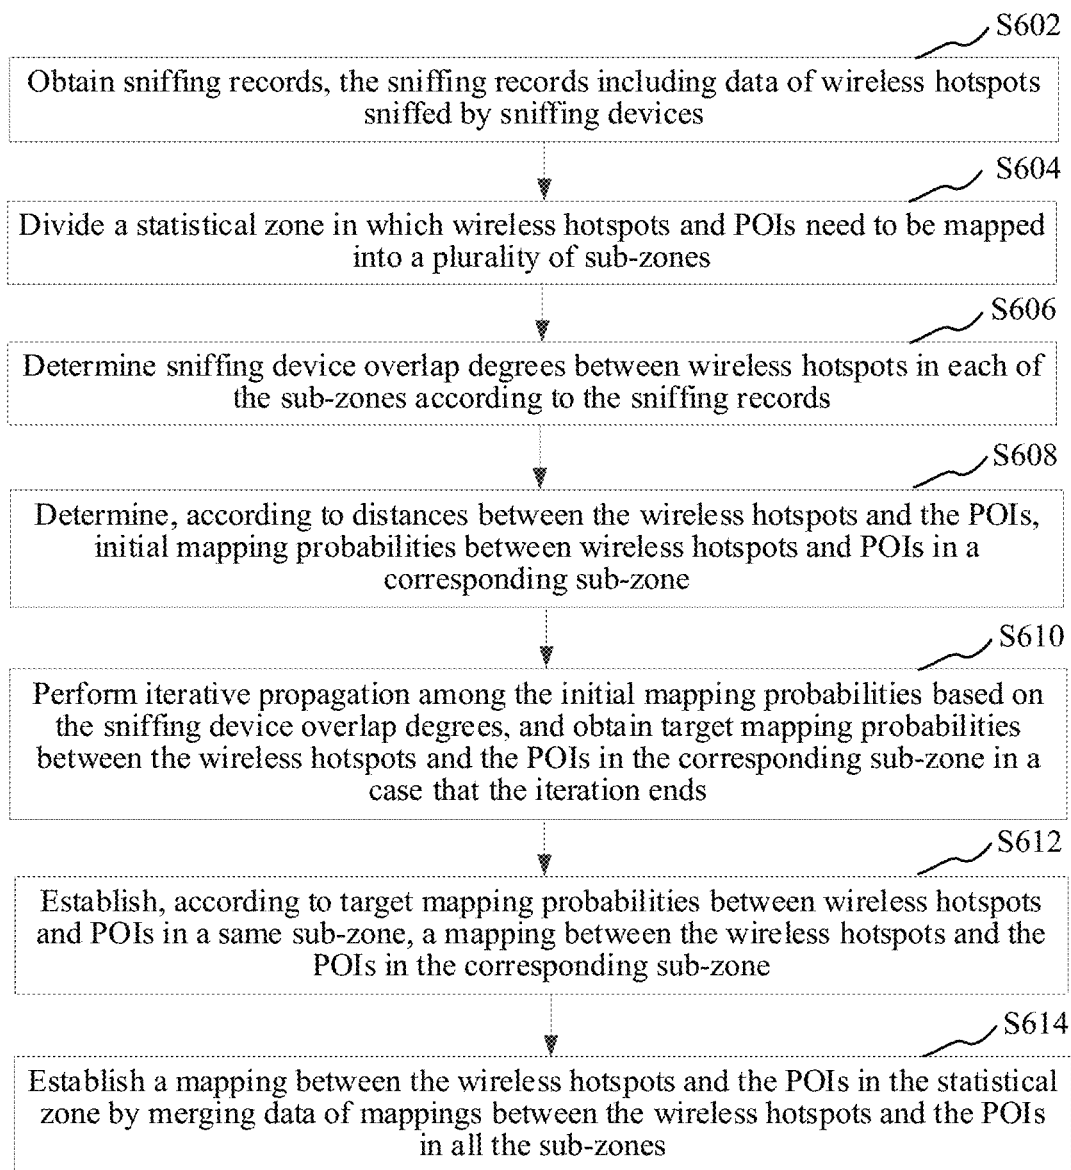 S602
Obtain sniffing records, the sniffing records including data of wireless hotspots
sniffed by sniffing devices
S604
Divide a statistical zone in which wireless hotspots and POIs need to be mapped
into a plurality of sub-zones
S606
Determine sniffing device overlap degrees between wireless hotspots in each of
the sub-zones according to the sniffing records
S608
Determine, according to distances between the wireless hotspots and the POIs,
initial mapping probabilities between wireless hotspots and POIs in a
corresponding sub-zone
S610
Perform iterative propagation among the initial mapping probabilities based on
the sniffing device overlap degrees, and obtain target mapping probabilities
between the wireless hotspots and the POIs in the corresponding sub-zone in a
case that the iteration ends
S612
Establish, according to target mapping probabilities between wireless hotspots
and POIs in a same sub-zone, a mapping between the wireless hotspots and the
POIs in the corresponding sub-zone
S614
Establish a mapping between the wireless hotspots and the POIs in the statistical
zone by merging data of mappings between the wireless hotspots and the POIs
in all the sub-zones